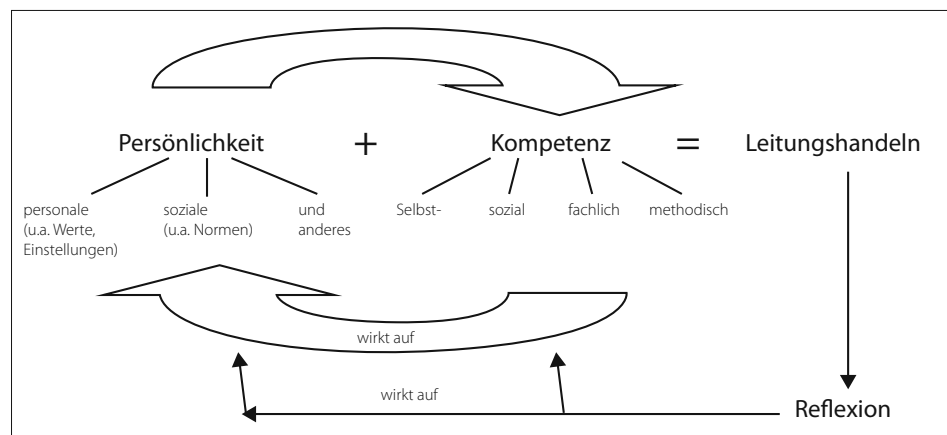 Persönlichkeit + Kompetenz = Leitungshandeln
personale
(u.a. Werte,
Einstellungen)
soziale
(u.a. Normen)
und
anderes
Selbst-
sozial
fachlich
methodisch
wirkt auf
wirkt auf
Reflexion